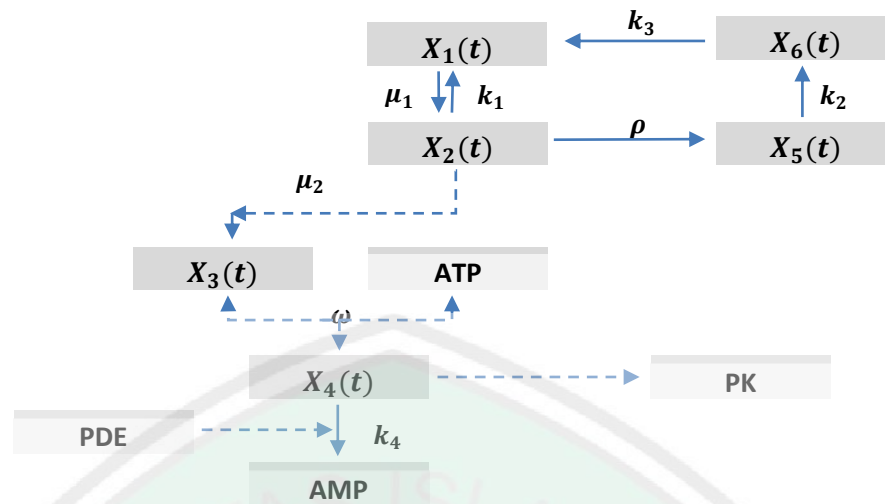 k₃
X₁(t)
X₆(t)
μ₁
k₁
k₂
X₂(t)
ρ
X₅(t)
μ₂
X₃(t)
ATP
ω
X₄(t)
PK
PDE
k₄
AMP